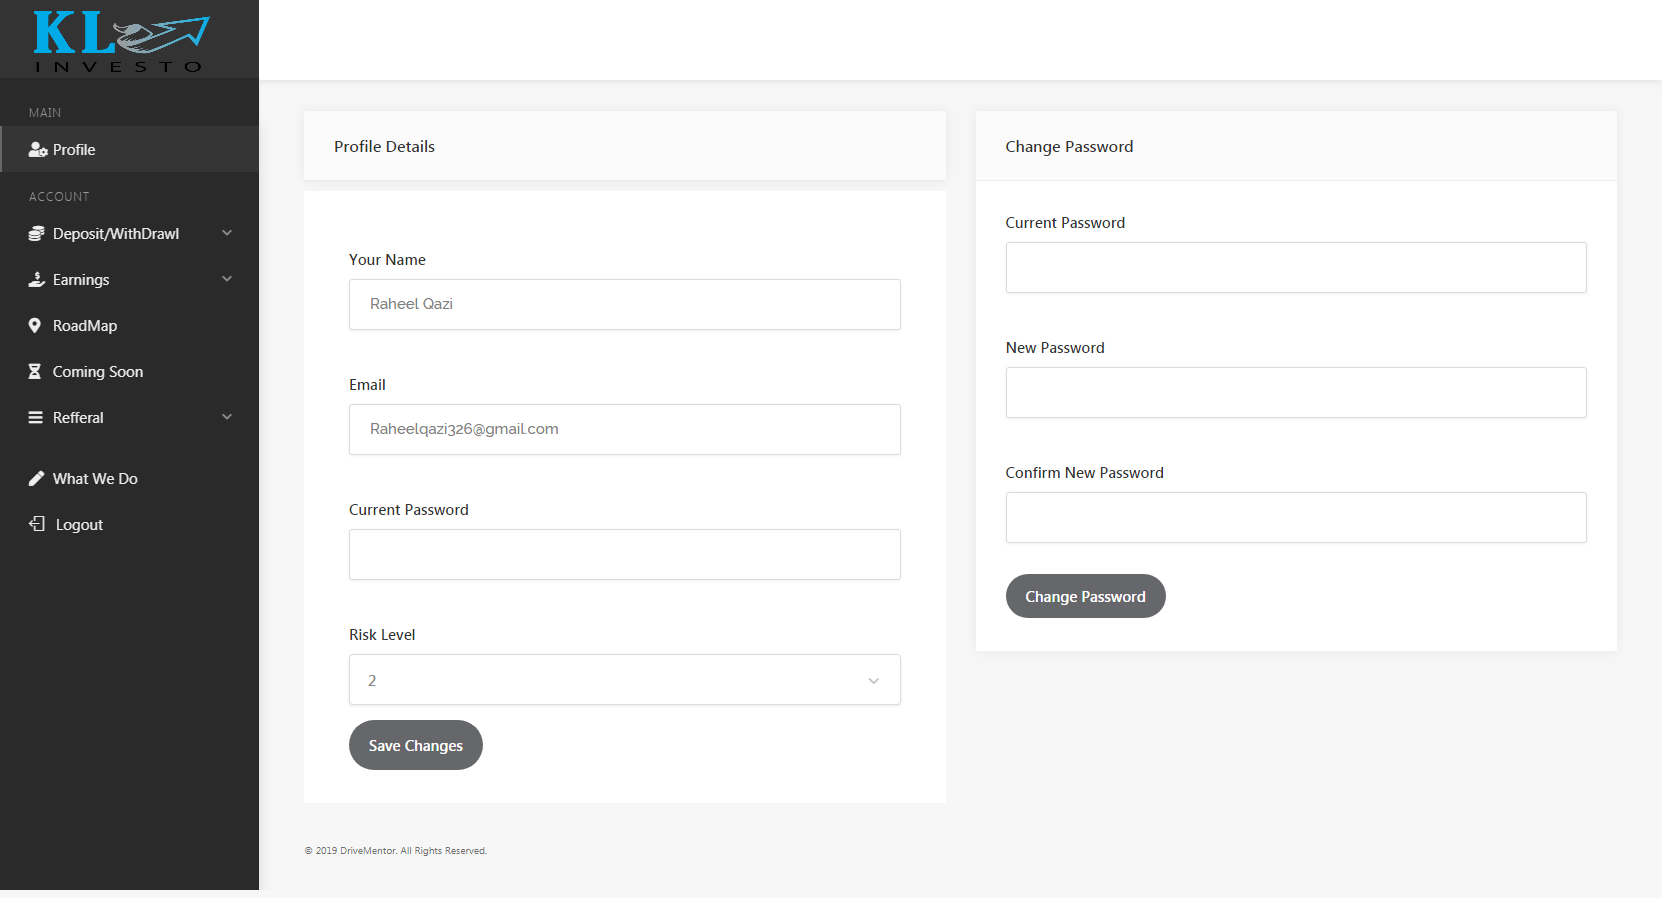 KL
INVESTO
MAIN
Profile
ACCOUNT
Deposit/WithDrawl
Earnings
RoadMap
Coming Soon
Refferal
What We Do
Logout
Profile Details
Your Name
Raheel Qazi
Email
Raheelqazi326@gmail.com
Current Password
Risk Level
2
Save Changes
Change Password
Current Password
New Password
Confirm New Password
Change Password
© 2019 DriveMentor. All Rights Reserved.